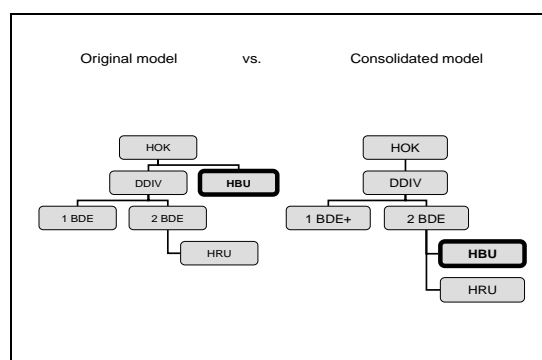 Original model vs. Consolidated model
HOK HOK
DDIV HBU DDIV
1 BDE 2 BDE 1 BDE+ 2 BDE
HBU
HRU
HRU